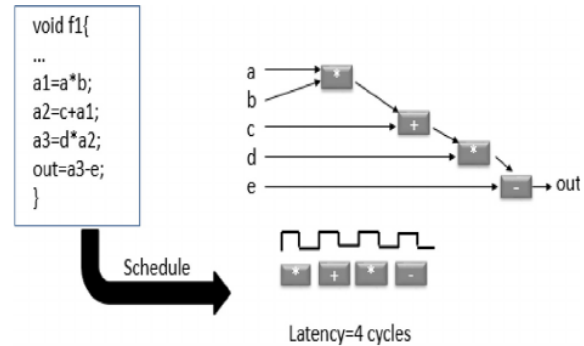 void f1{
...
a1=a*b;
a2=c+a1;
a3=d*a2;
out=a3-e;
}
a
b
c
d
e
*
+
*
-
out
Schedule
* + * -
Latency=4 cycles